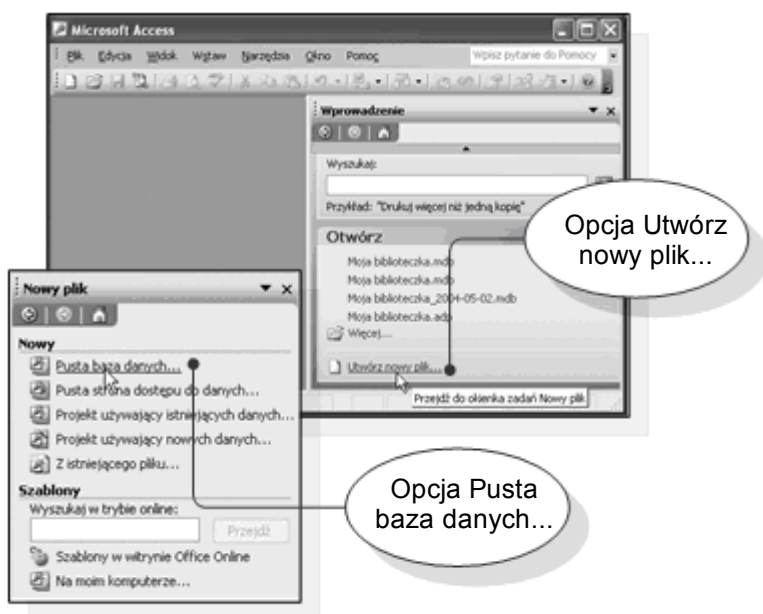 Microsoft Access
Plik Edycja Widok Wstaw Narzędzia Okno Pomoc Wpisz pytanie do Pomocy
Wprowadzenie
Wyszukaj:
Przykład: "Drukuj więcej niż jedną kopię"
Otwórz
Moja biblioteczka.mdb
Moja biblioteczka.mdb
Moja biblioteczka_2004-05-02.mdb
Moja biblioteczka.adp
Więcej...
Utwórz nowy plik...
Przejdź do okienka zadań Nowy plik
Opcja Utwórz
nowy plik...
Nowy plik
Nowy
Pusta baza danych...
Pusta strona dostępu do danych...
Projekt używający istniejących danych...
Projekt używający nowych danych...
Z istniejącego pliku...
Szablony
Wyszukaj w trybie online:
Przejdź
Szablony w witrynie Office Online
Na moim komputerze...
Opcja Pusta
baza danych...